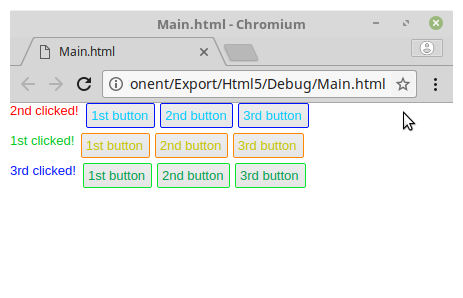 Main.html - Chromium
Main.html
onent/Export/Html5/Debug/Main.html
2nd clicked! 1st button 2nd button 3rd button
1st clicked! 1st button 2nd button 3rd button
3rd clicked! 1st button 2nd button 3rd button